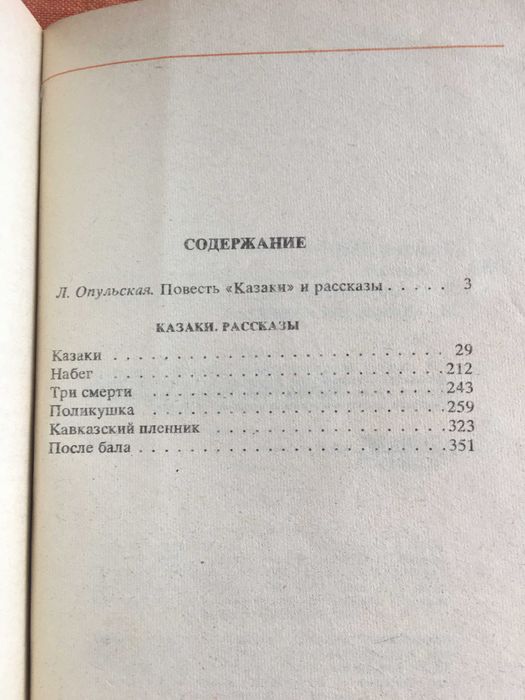 СОДЕРЖАНИЕ
Л. Опульская. Повесть «Казаки» и рассказы . . . . . 3
КАЗАКИ. РАССКАЗЫ
Казаки . . . . . . . . . . . . . . . . . . . . . 29
Набег . . . . . . . . . . . . . . . . . . . . . 212
Три смерти . . . . . . . . . . . . . . . . . . 243
Поликушка . . . . . . . . . . . . . . . . . . 259
Кавказский пленник . . . . . . . . . . . . . 323
После бала . . . . . . . . . . . . . . . . . . 351